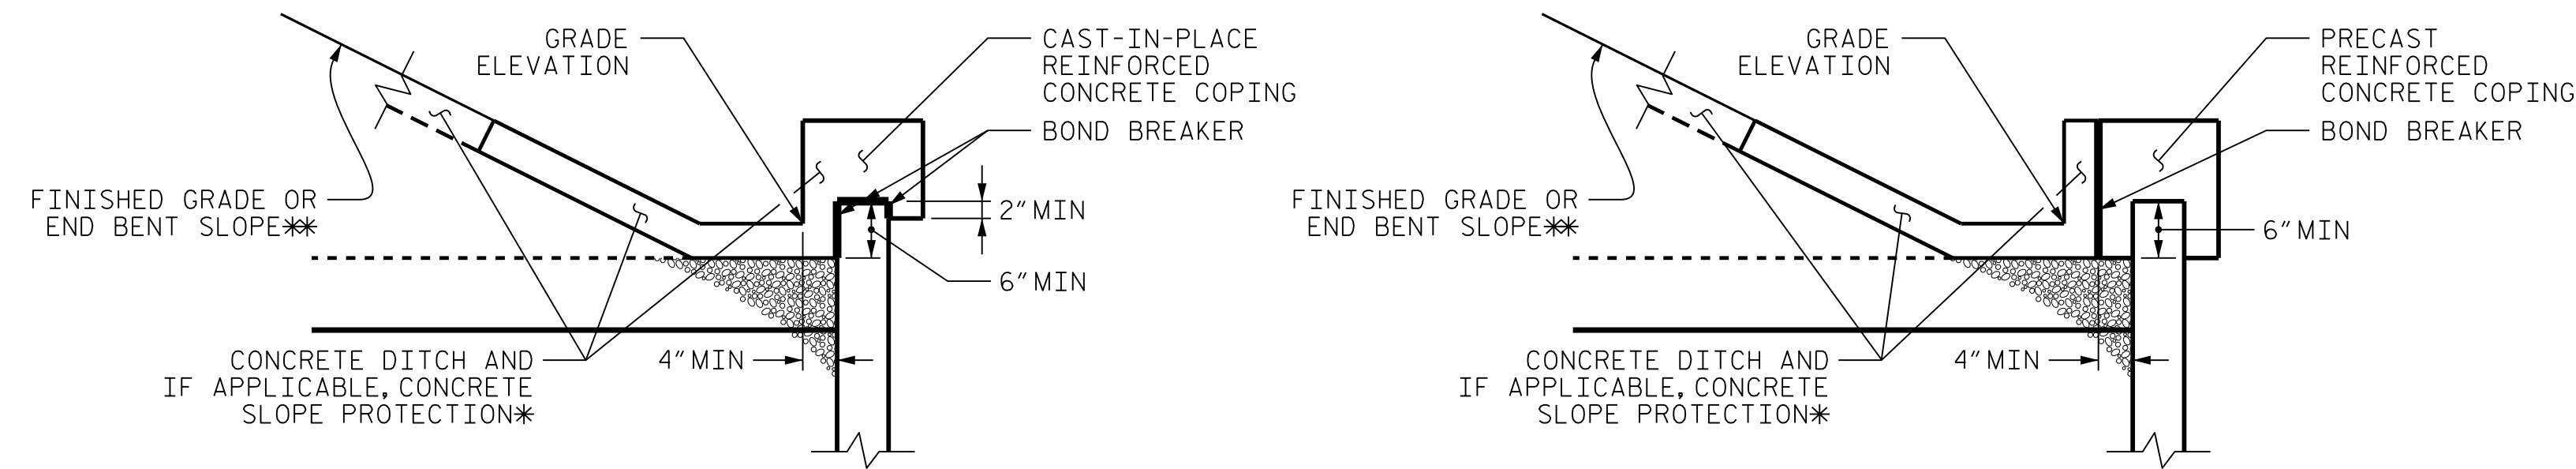 GRADE
ELEVATION
CAST-IN-PLACE
REINFORCED
CONCRETE COPING
BOND BREAKER
FINISHED GRADE OR
END BENT SLOPE**
2" MIN
6" MIN
CONCRETE DITCH AND
IF APPLICABLE, CONCRETE
SLOPE PROTECTION*
4" MIN
GRADE
ELEVATION
PRECAST
REINFORCED
CONCRETE COPING
BOND BREAKER
FINISHED GRADE OR
END BENT SLOPE**
6" MIN
CONCRETE DITCH AND
IF APPLICABLE, CONCRETE
SLOPE PROTECTION*
4" MIN